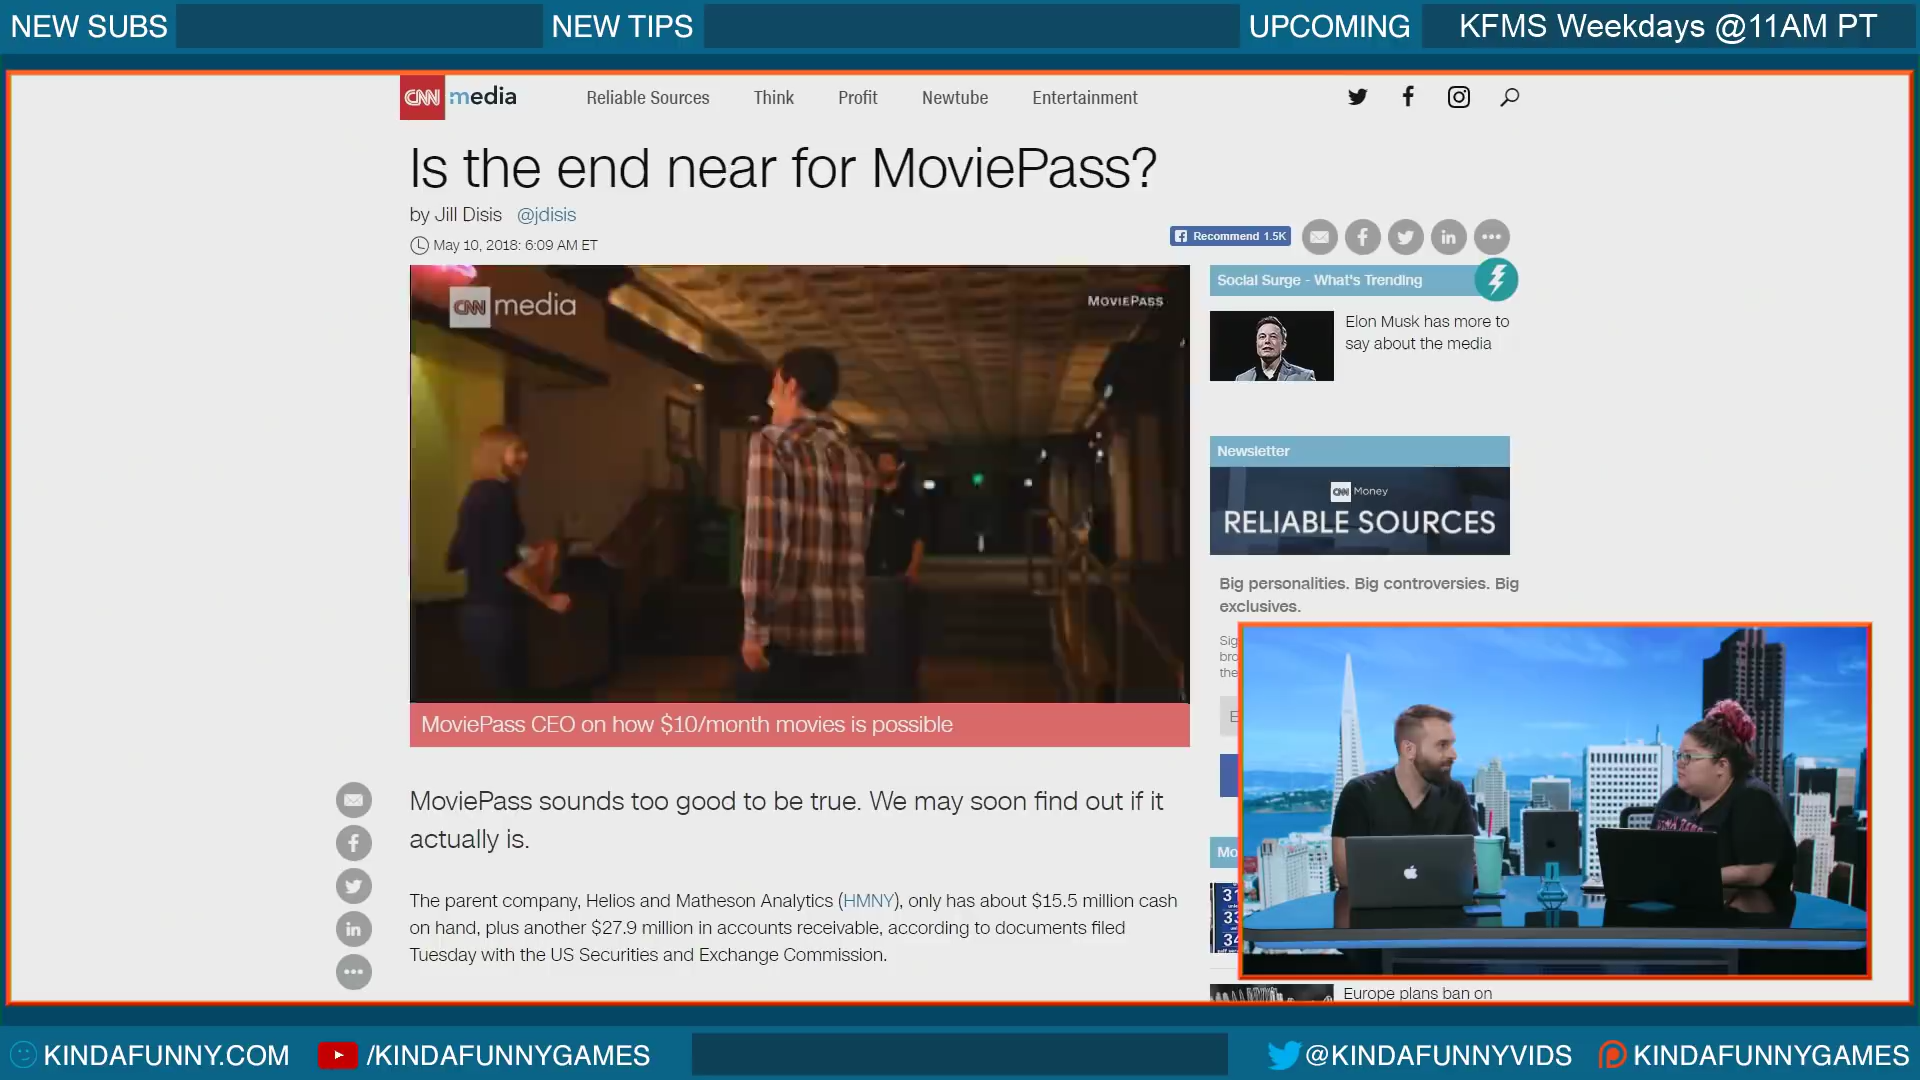 NEW SUBS
NEW TIPS
UPCOMING
KFMS Weekdays @11AM PT
CNN media
Reliable Sources
Think
Profit
Newtube
Entertainment
Is the end near for MoviePass?
by Jill Disis @jdisis
May 10, 2018: 6:09 AM ET
Recommend 1.5K
CNN media
MOVIEPASS
MoviePass CEO on how $10/month movies is possible
Social Surge - What's Trending
Elon Musk has more to
say about the media
Newsletter
CNN Money
RELIABLE SOURCES
Big personalities. Big controversies. Big
exclusives.
MoviePass sounds too good to be true. We may soon find out if it
actually is.
The parent company, Helios and Matheson Analytics (HMNY), only has about $15.5 million cash
on hand, plus another $27.9 million in accounts receivable, according to documents filed
Tuesday with the US Securities and Exchange Commission.
Europe plans ban on
KINDAFUNNY.COM
/KINDAFUNNYGAMES
@KINDAFUNNYVIDS
KINDAFUNNYGAMES